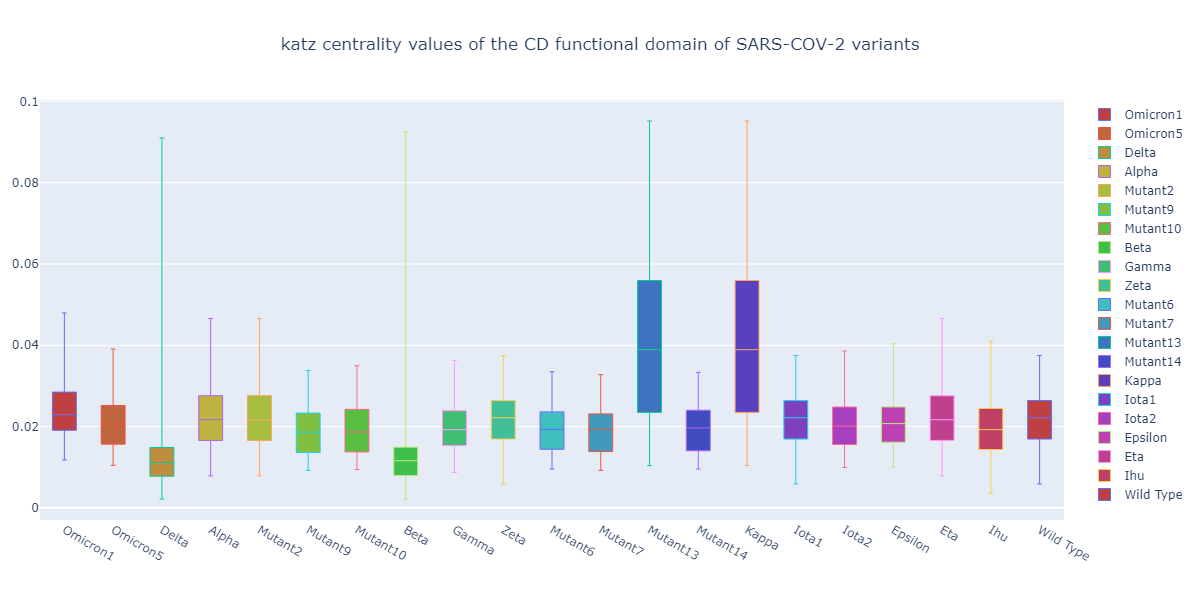 katz centrality values of the CD functional domain of SARS-COV-2 variants
0.1
0.08
0.06
0.04
0.02
0
Omicron1
Omicron5
Delta
Alpha
Mutant2
Mutant9
Mutant10
Beta
Gamma
Zeta
Mutant6
Mutant7
Mutant13
Mutant14
Kappa
Iota1
Iota2
Epsilon
Eta
Ihu
Wild Type
Omicron1
Omicron5
Delta
Alpha
Mutant2
Mutant9
Mutant10
Beta
Gamma
Zeta
Mutant6
Mutant7
Mutant13
Mutant14
Kappa
Iota1
Iota2
Epsilon
Eta
Ihu
Wild Type